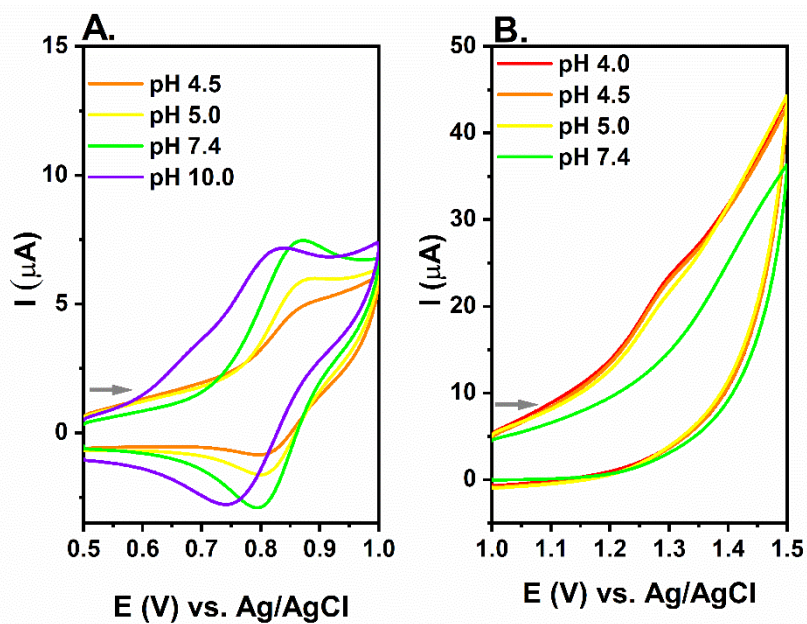 A.
15
10
5
0
I (μA)
pH 4.5
pH 5.0
pH 7.4
pH 10.0
0.5 0.6 0.7 0.8 0.9 1.0
E (V) vs. Ag/AgCl
B.
50
40
30
20
10
0
I (μA)
pH 4.0
pH 4.5
pH 5.0
pH 7.4
1.0 1.1 1.2 1.3 1.4 1.5
E (V) vs. Ag/AgCl